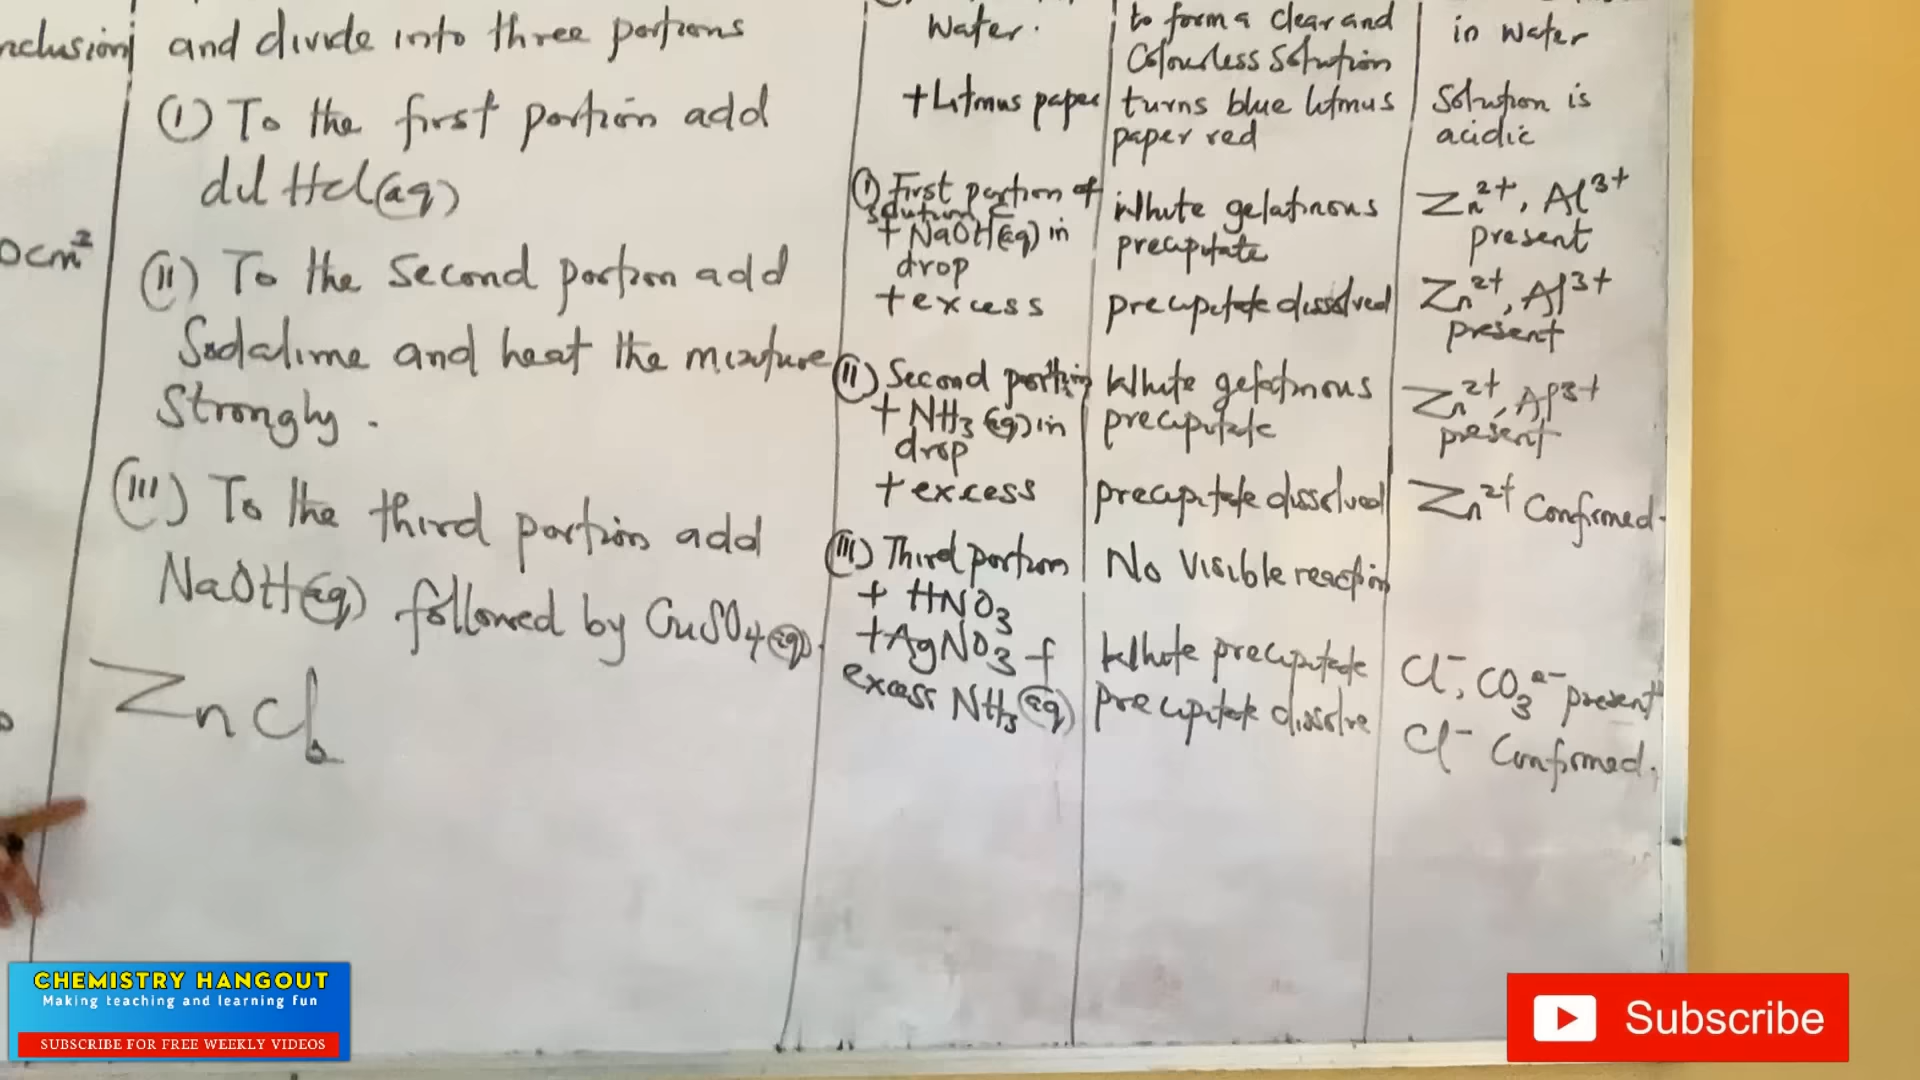 and divide into three portions
(i) To the first portion add
dil Hcl(aq)
0cm²
(ii) To the Second portion add
Sodalime and heat the mixture
Strongly.
(iii) To the third portion add
NaOH(aq) followed by CuSO4(aq).
ZnCl2
Water.
+ Litmus paper
(i) First portion of
solution
+ NaOH(aq) in
drop
+ excess
(ii) Second portion
+ NH3(aq) in
drop
+ excess
(iii) Third portion
+ HNO3
+ AgNO3 +
excess NH3(aq)
to form a clear and
Colourless Solution
turns blue litmus
paper red
White gelatinous
precipitate
precipitate dissolved
White gelatinous
precipitate
precipitate dissolved
No Visible reaction
White precipitate
precipitate dissolve
in water
Solution is
acidic
Zn²⁺, Al³⁺
present
Zn²⁺, Al³⁺
present
Zn²⁺, Al³⁺
present
Zn²⁺ Confirmed.
Cl⁻, CO3²⁻ present
Cl⁻ Confirmed.
CHEMISTRY HANGOUT
Making teaching and learning fun
SUBSCRIBE FOR FREE WEEKLY VIDEOS
Subscribe